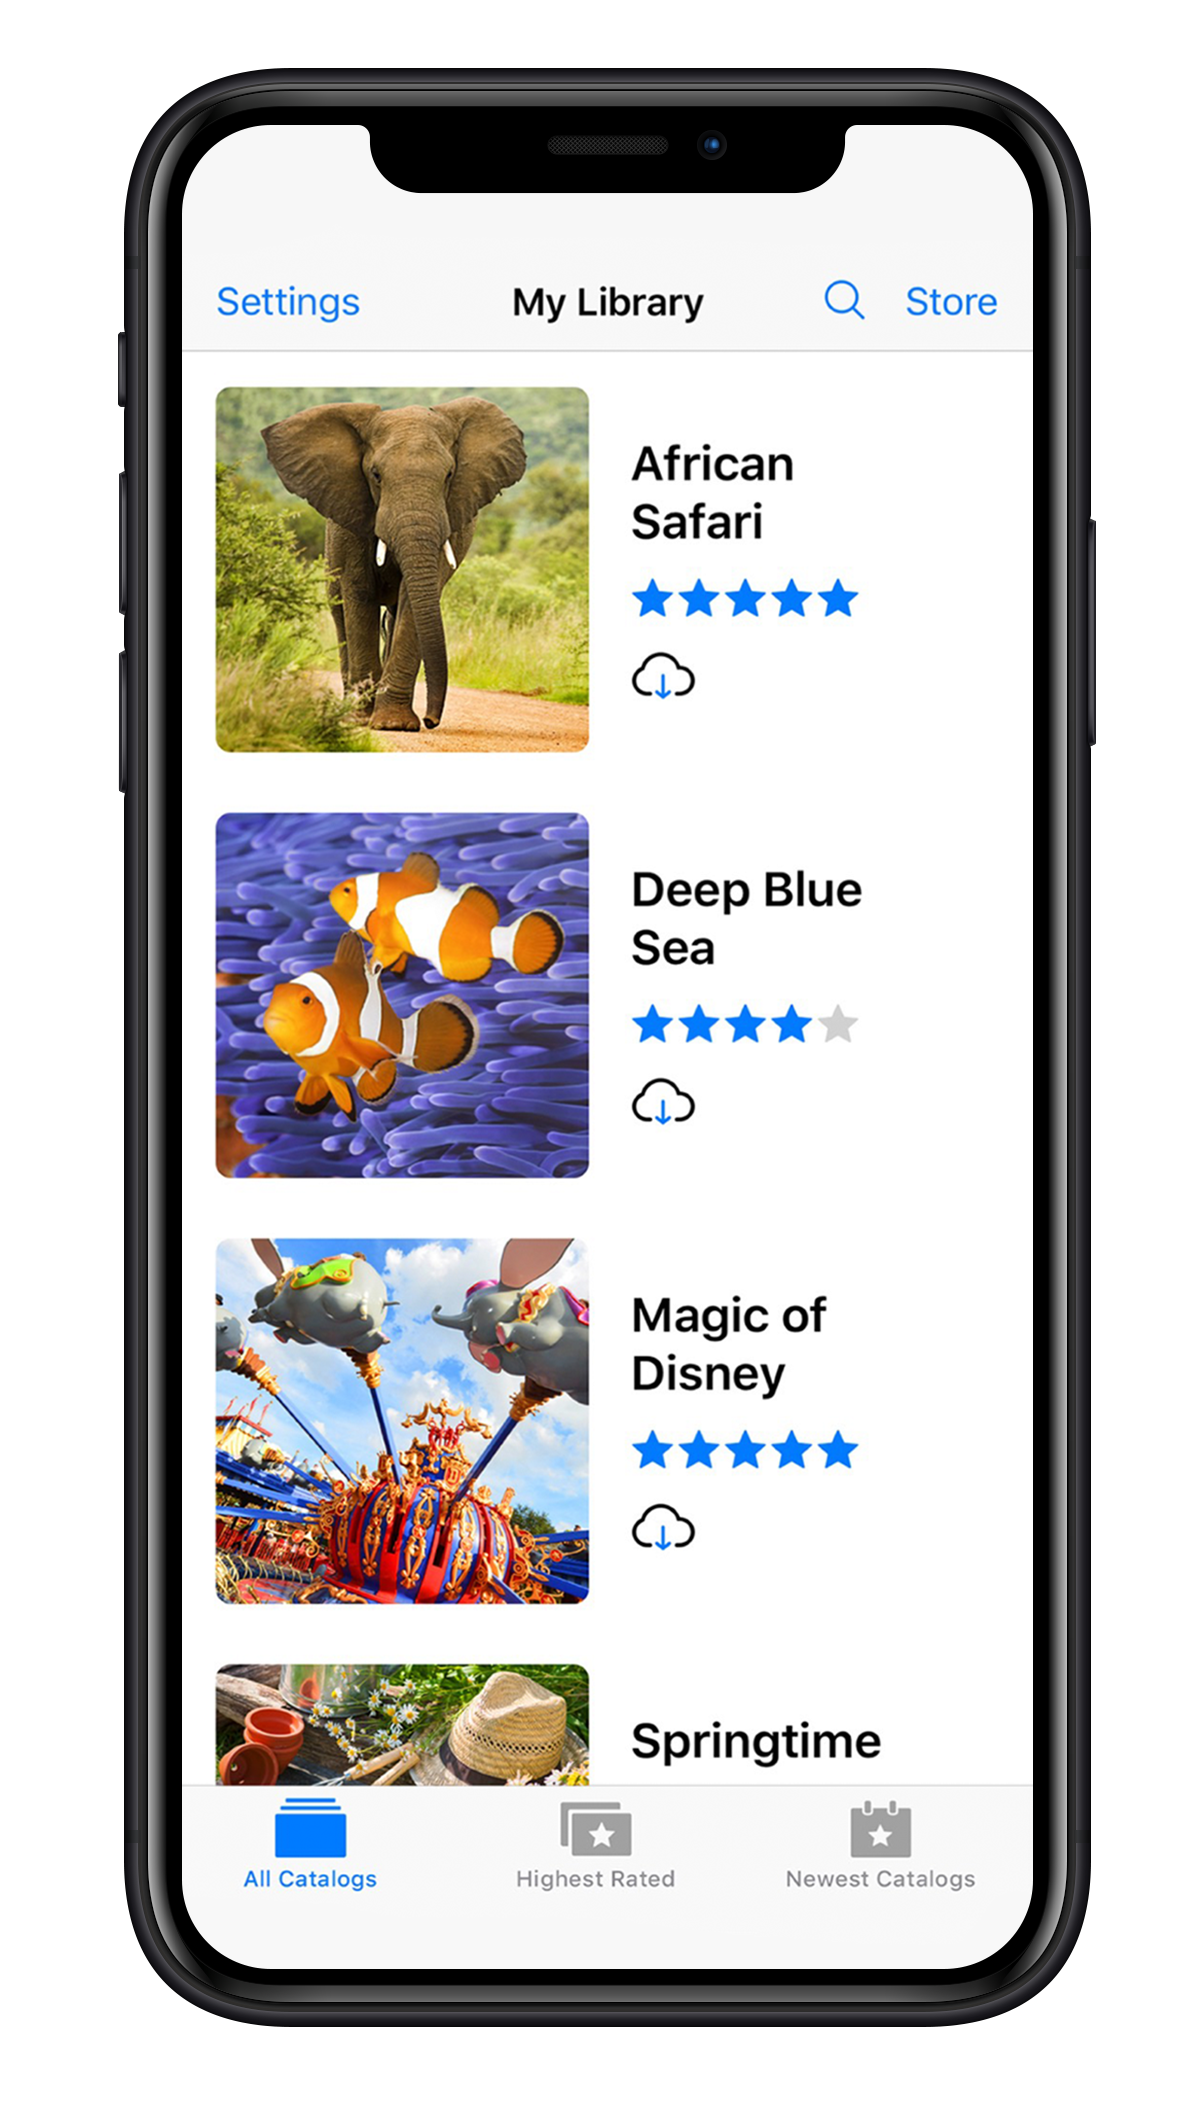 Settings
My Library
Store
African
Safari
Deep Blue
Sea
Magic of
Disney
Springtime
All Catalogs
Highest Rated
Newest Catalogs